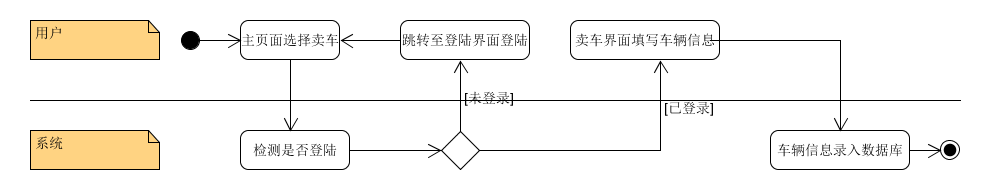 用户
主页面选择卖车
跳转至登陆界面登陆
卖车界面填写车辆信息
[未登录]
[已登录]
系统
检测是否登陆
车辆信息录入数据库